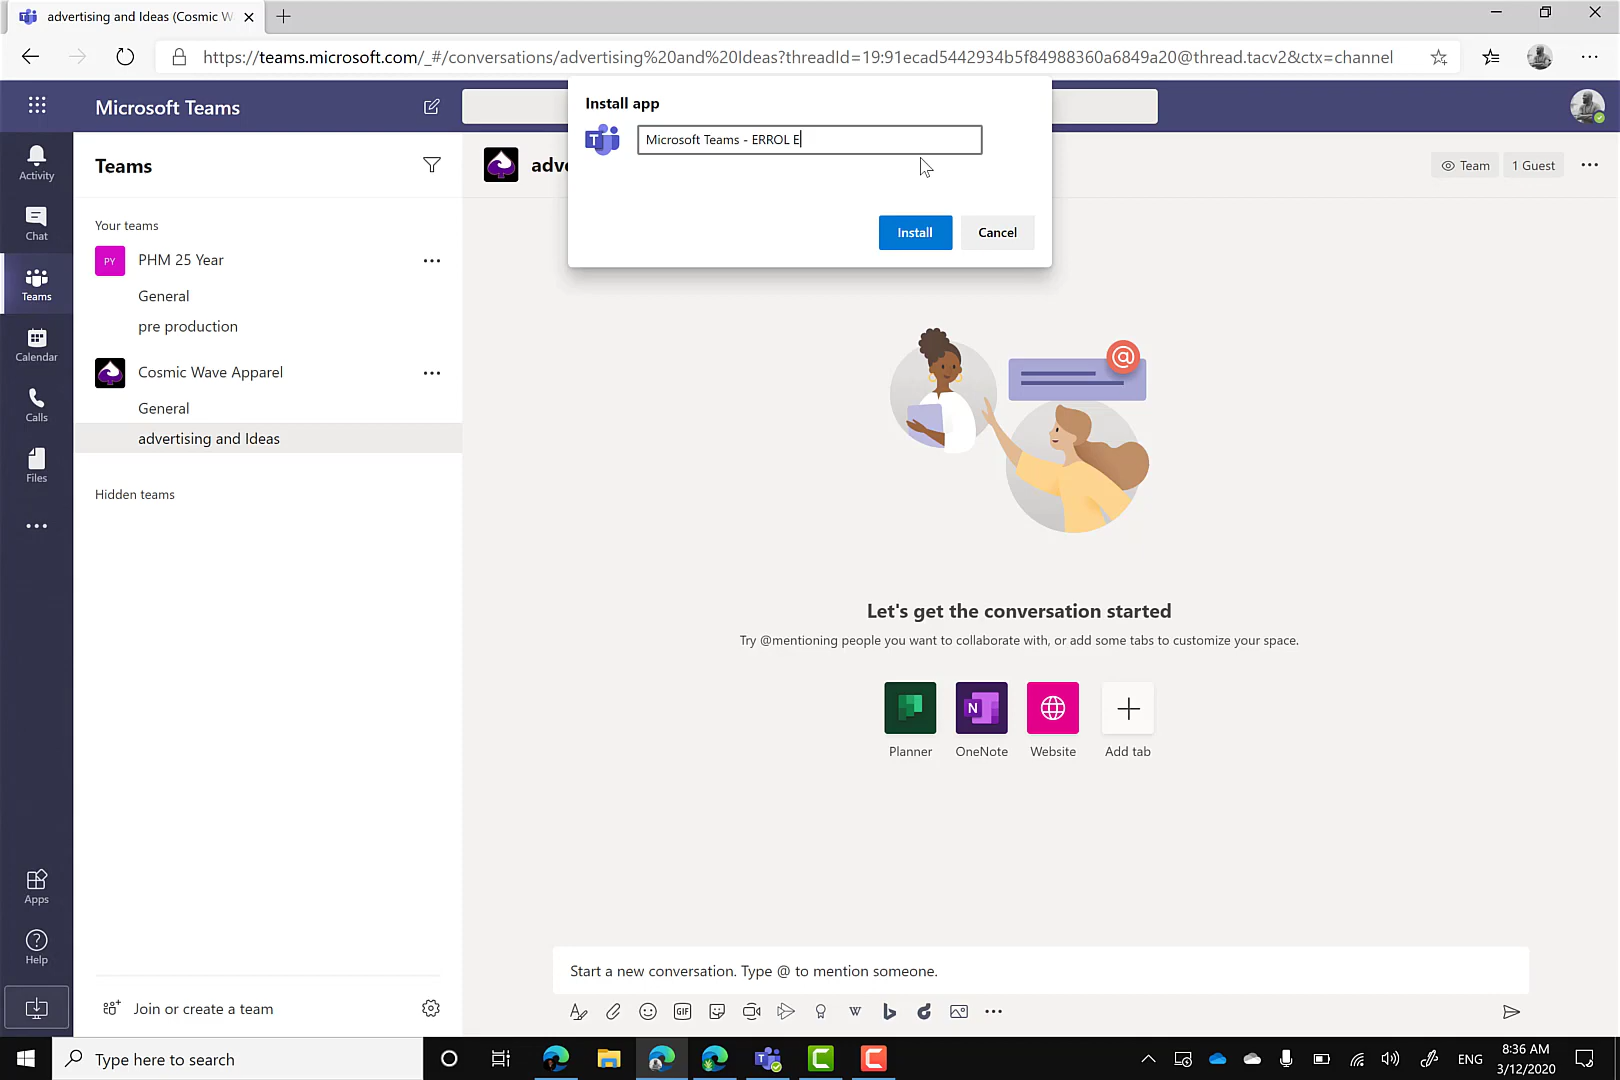 advertising and Ideas (Cosmic W
https://teams.microsoft.com/_#/conversations/advertising%20and%20Ideas?threadId=19:91ecad5442934b5f84988360a6849a20@thread.tacv2&ctx=channel
Microsoft Teams
Install app
Microsoft Teams - ERROL E
Install
Cancel
Activity
Chat
Teams
Calendar
Calls
Files
Apps
Help
Teams
Your teams
PY
PHM 25 Year
General
pre production
Cosmic Wave Apparel
General
advertising and Ideas
Hidden teams
Join or create a team
adv
Team
1 Guest
@
Let's get the conversation started
Try @mentioning people you want to collaborate with, or add some tabs to customize your space.
N
Planner
OneNote
Website
Add tab
Start a new conversation. Type @ to mention someone.
GIF
W
Type here to search
ENG
8:36 AM
3/12/2020